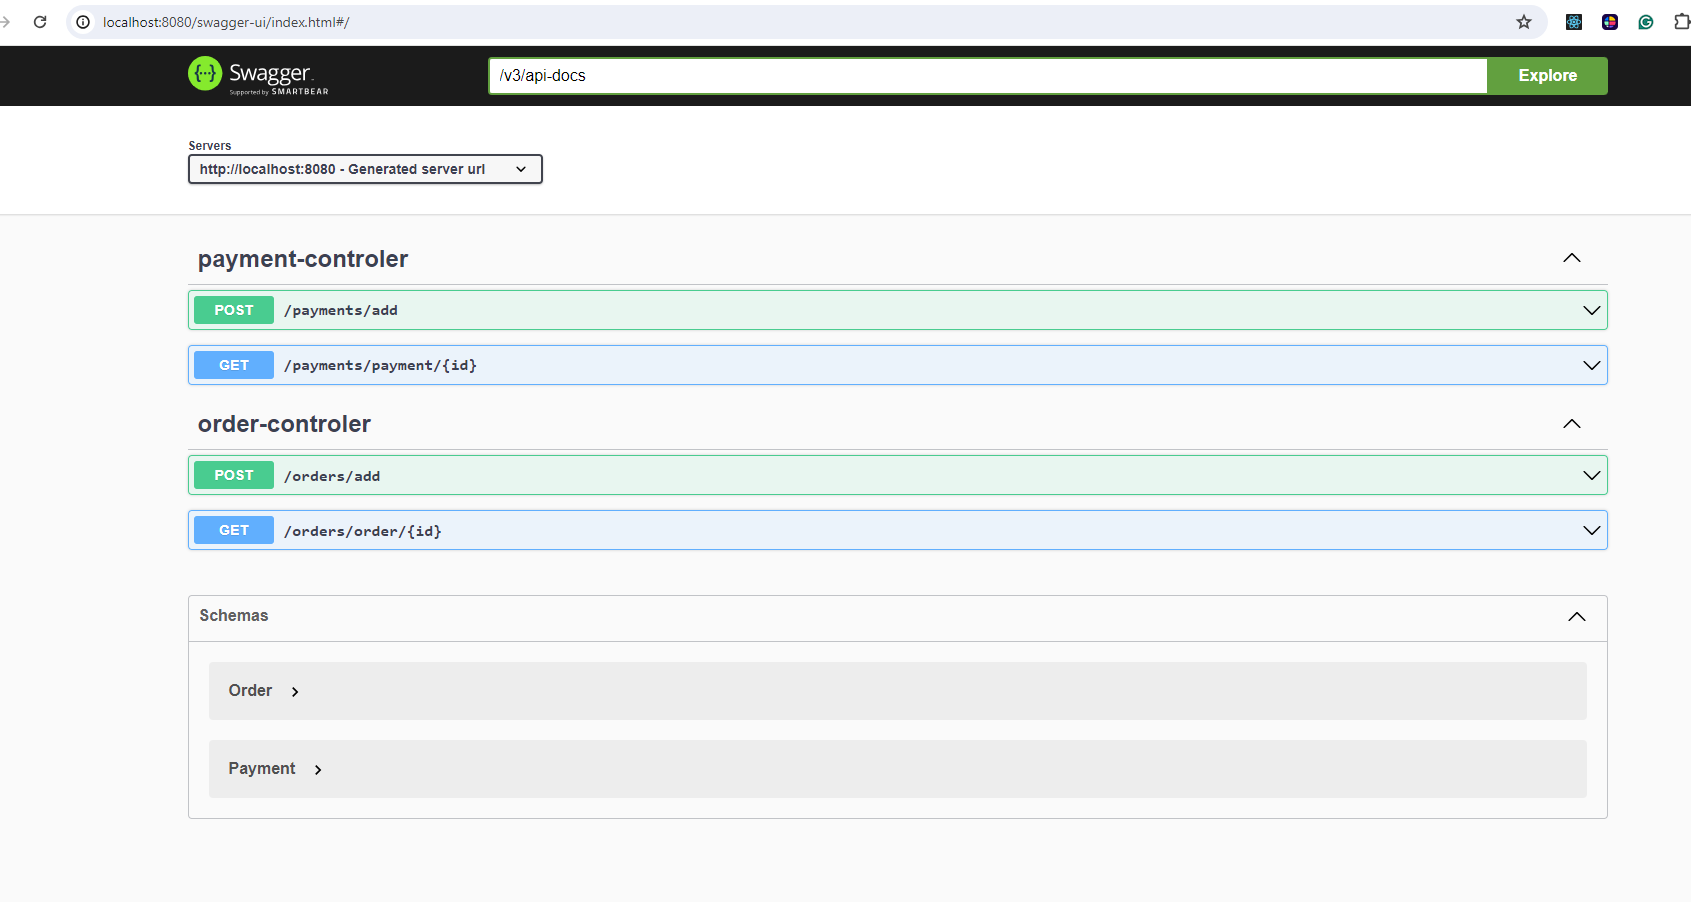 localhost:8080/swagger-ui/index.html#/
{···} Swagger
Supported by SMARTBEAR
/v3/api-docs
Explore
Servers
http://localhost:8080 - Generated server url
payment-controler
POST /payments/add
GET /payments/payment/{id}
order-controler
POST /orders/add
GET /orders/order/{id}
Schemas
Order
Payment